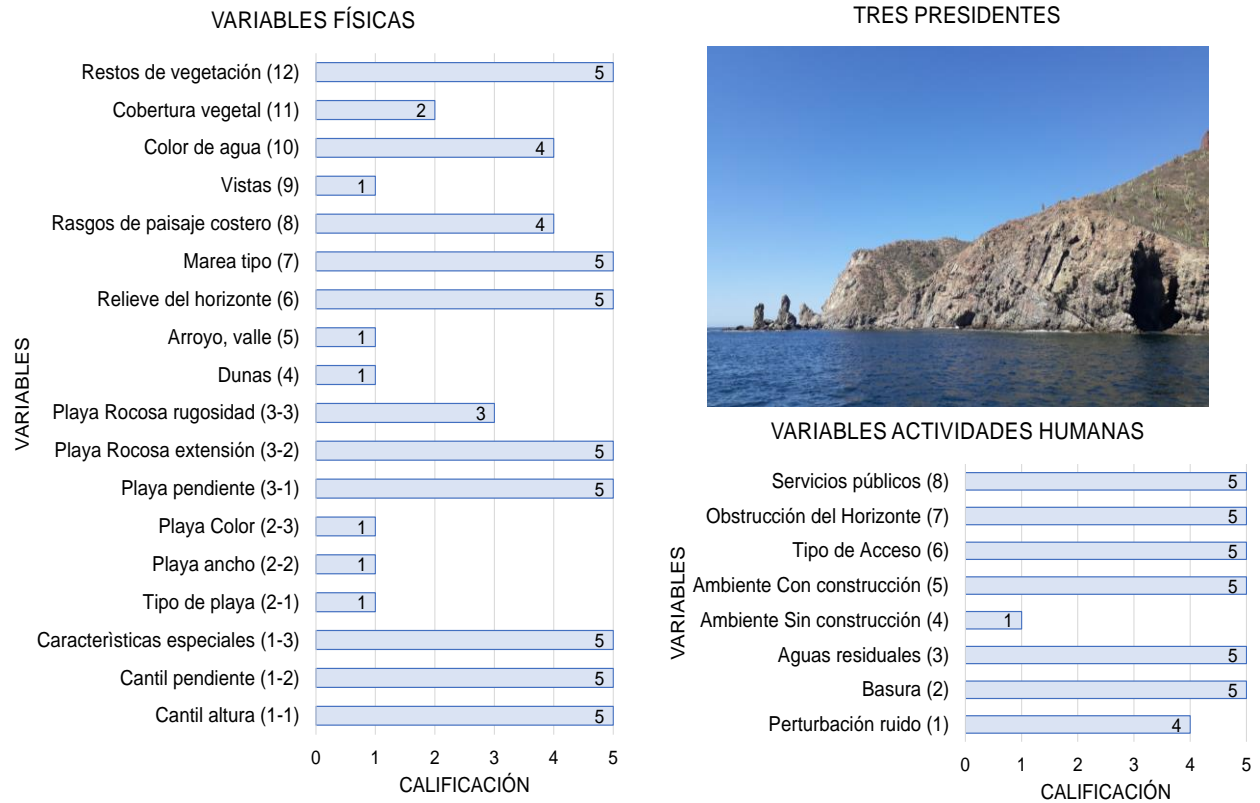 VARIABLES FÍSICAS
VARIABLES
Restos de vegetación (12) 5
Cobertura vegetal (11) 2
Color de agua (10) 4
Vistas (9) 1
Rasgos de paisaje costero (8) 4
Marea tipo (7) 5
Relieve del horizonte (6) 5
Arroyo, valle (5) 1
Dunas (4) 1
Playa Rocosa rugosidad (3-3) 3
Playa Rocosa extensión (3-2) 5
Playa pendiente (3-1) 5
Playa Color (2-3) 1
Playa ancho (2-2) 1
Tipo de playa (2-1) 1
Caracterìsticas especiales (1-3) 5
Cantil pendiente (1-2) 5
Cantil altura (1-1) 5
0 1 2 3 4 5
CALIFICACIÓN
TRES PRESIDENTES
VARIABLES ACTIVIDADES HUMANAS
VARIABLES
Servicios públicos (8) 5
Obstrucción del Horizonte (7) 5
Tipo de Acceso (6) 5
Ambiente Con construcción (5) 5
Ambiente Sin construcción (4) 1
Aguas residuales (3) 5
Basura (2) 5
Perturbación ruido (1) 4
0 1 2 3 4 5
CALIFICACIÓN